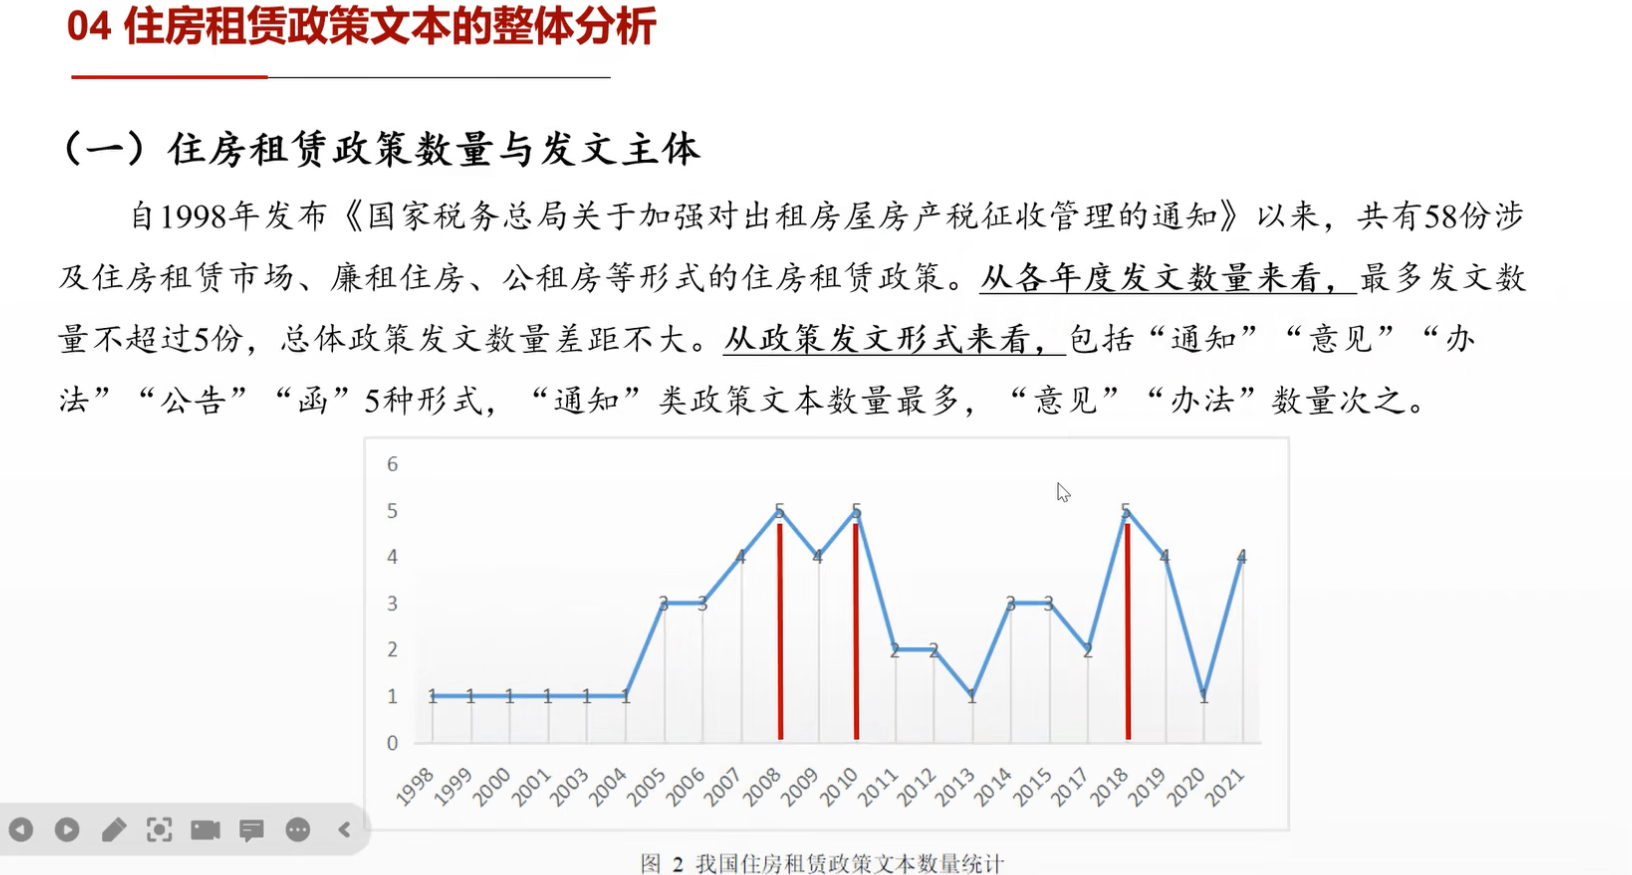 04 住房租赁政策文本的整体分析
（一）住房租赁政策数量与发文主体
自1998年发布《国家税务总局关于加强对出租房屋房产税征收管理的通知》以来，共有58份涉
及住房租赁市场、廉租住房、公租房等形式的住房租赁政策。从各年度发文数量来看，最多发文数
量不超过5份，总体政策发文数量差距不大。从政策发文形式来看，包括“通知”“意见”“办
法”“公告”“函”5种形式，“通知”类政策文本数量最多，“意见”“办法”数量次之。
6
5
4
3
2
1
0
1 1 1 1 1 1 3 3 4 5 4 5 2 2 1 3 3 2 5 4 1 4
1998 1999 2000 2001 2003 2004 2005 2006 2007 2008 2009 2010 2011 2012 2013 2014 2015 2017 2018 2019 2020 2021
图 2 我国住房租赁政策文本数量统计